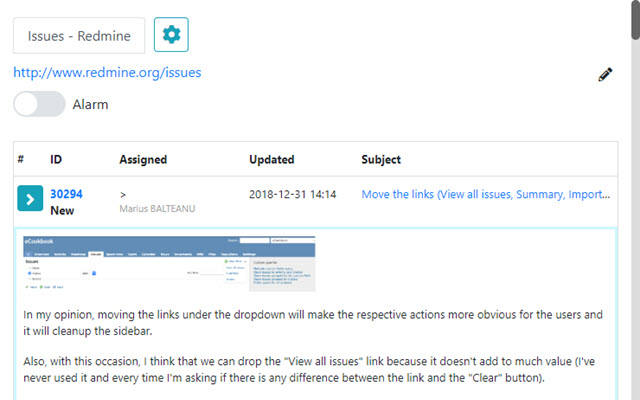 Issues - Redmine
http://www.redmine.org/issues
Alarm
# ID Assigned Updated Subject
30294 > 2018-12-31 14:14 Move the links (View all issues, Summary, Import...
New Marius BALTEANU
eCookbook
Issues
In my opinion, moving the links under the dropdown will make the respective actions more obvious for the users and
it will cleanup the sidebar.
Also, with this occasion, I think that we can drop the "View all issues" link because it doesn't add to much value (I've
never used it and every time I'm asking if there is any difference between the link and the "Clear" button).